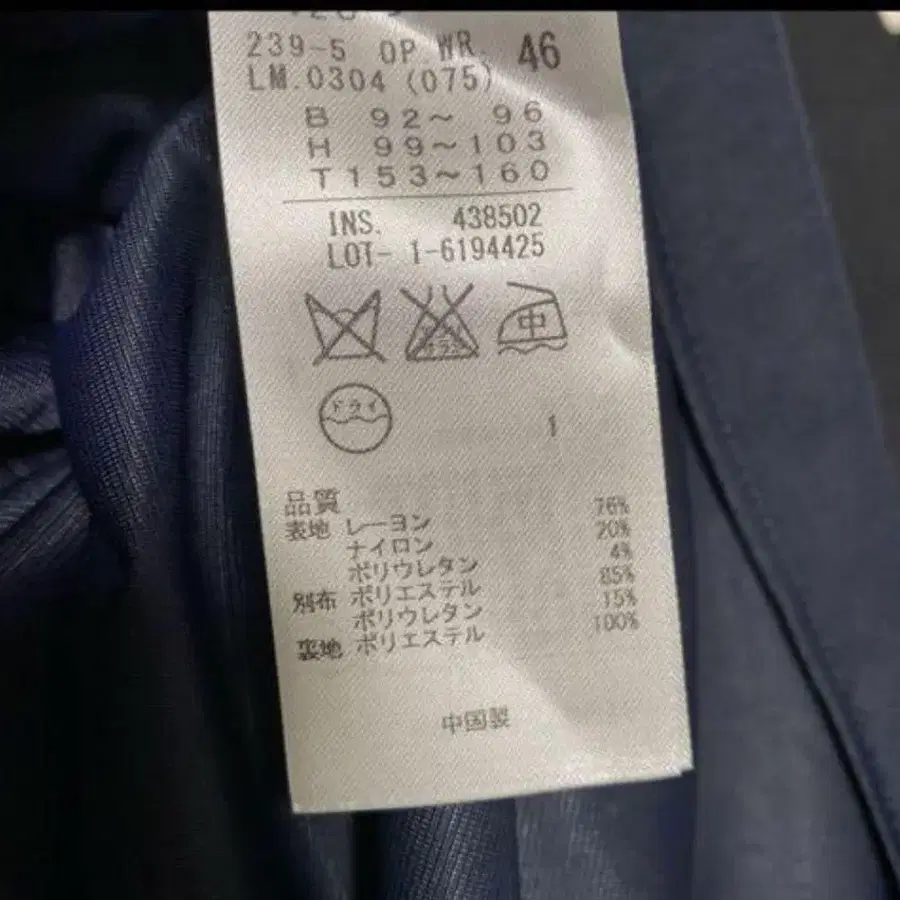 239-5 OP WR. 46
LM.0304 (075)
B 92~ 96
H 99~103
T153~160
INS. 438502
LOT- 1-6194425
中
ドライ
1
品質
表地 レーヨン 76%
ナイロン 20%
ポリウレタン 4%
別布 ポリエステル 85%
ポリウレタン 15%
裏地 ポリエステル 100%
中国製